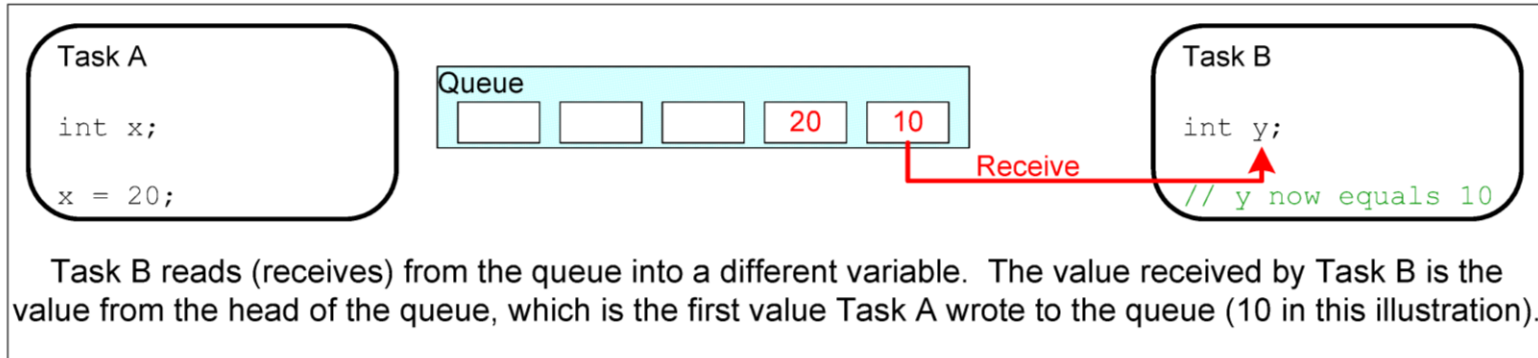 Task A
int x;
x = 20;
Queue
20 10
Receive
Task B
int y;
// y now equals 10
Task B reads (receives) from the queue into a different variable. The value received by Task B is the
value from the head of the queue, which is the first value Task A wrote to the queue (10 in this illustration).